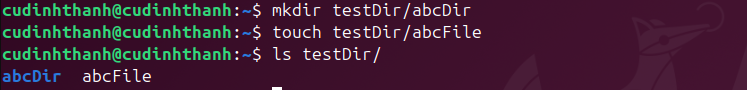 cudinhthanh@cudinhthanh:~$ mkdir testDir/abcDir
cudinhthanh@cudinhthanh:~$ touch testDir/abcFile
cudinhthanh@cudinhthanh:~$ ls testDir/
abcDir  abcFile